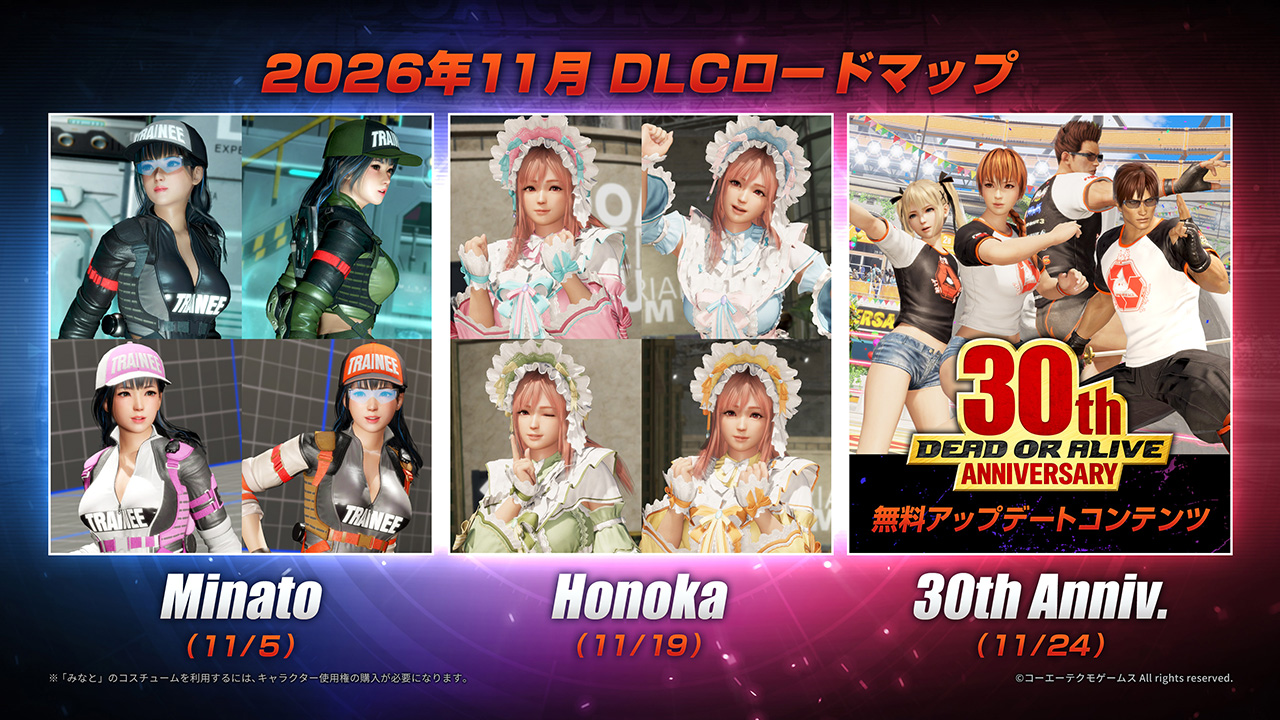 2026年11月 DLCロードマップ
TRAINEE
EXPE
TRAINEE
TRAI
TRAINEE
TRAINEE
TRAINEE
TRAINEE
30th
DEAD OR ALIVE
ANNIVERSARY
無料アップデートコンテンツ
Minato
(11/5)
Honoka
(11/19)
30th Anniv.
(11/24)
※「みなと」のコスチュームを利用するには、キャラクター使用権の購入が必要になります。
©コーエーテクモゲームス All rights reserved.